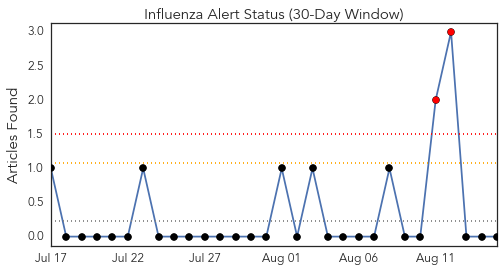 Influenza Alert Status (30-Day Window)
3.0
2.5
2.0
1.5
1.0
0.5
0.0
Articles Found
Jul 17
Jul 22
Jul 27
Aug 01
Aug 06
Aug 11